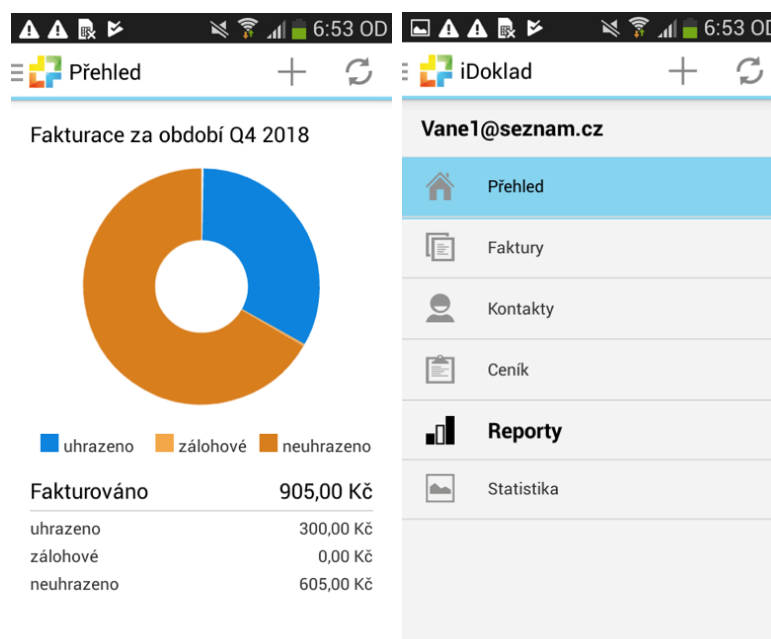 6:53 OD
Přehled
Fakturace za období Q4 2018
uhrazeno zálohové neuhrazeno
Fakturováno 905,00 Kč
uhrazeno 300,00 Kč
zálohové 0,00 Kč
neuhrazeno 605,00 Kč
6:53 OD
iDoklad
Vane1@seznam.cz
Přehled
Faktury
Kontakty
Ceník
Reporty
Statistika